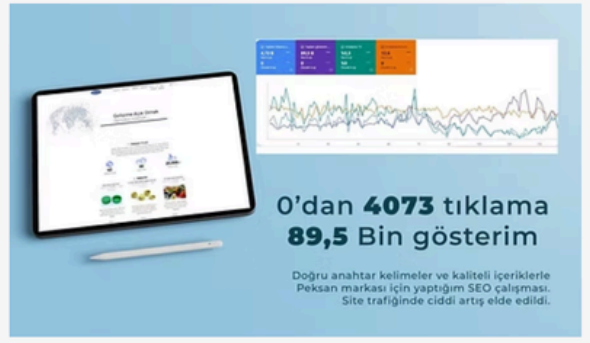 0'dan 4073 tıklama
89,5 Bin gösterim
Doğru anahtar kelimeler ve kaliteli içeriklerle
Peksan markası için yaptığım SEO çalışması.
Site trafiğinde ciddi artış elde edildi.